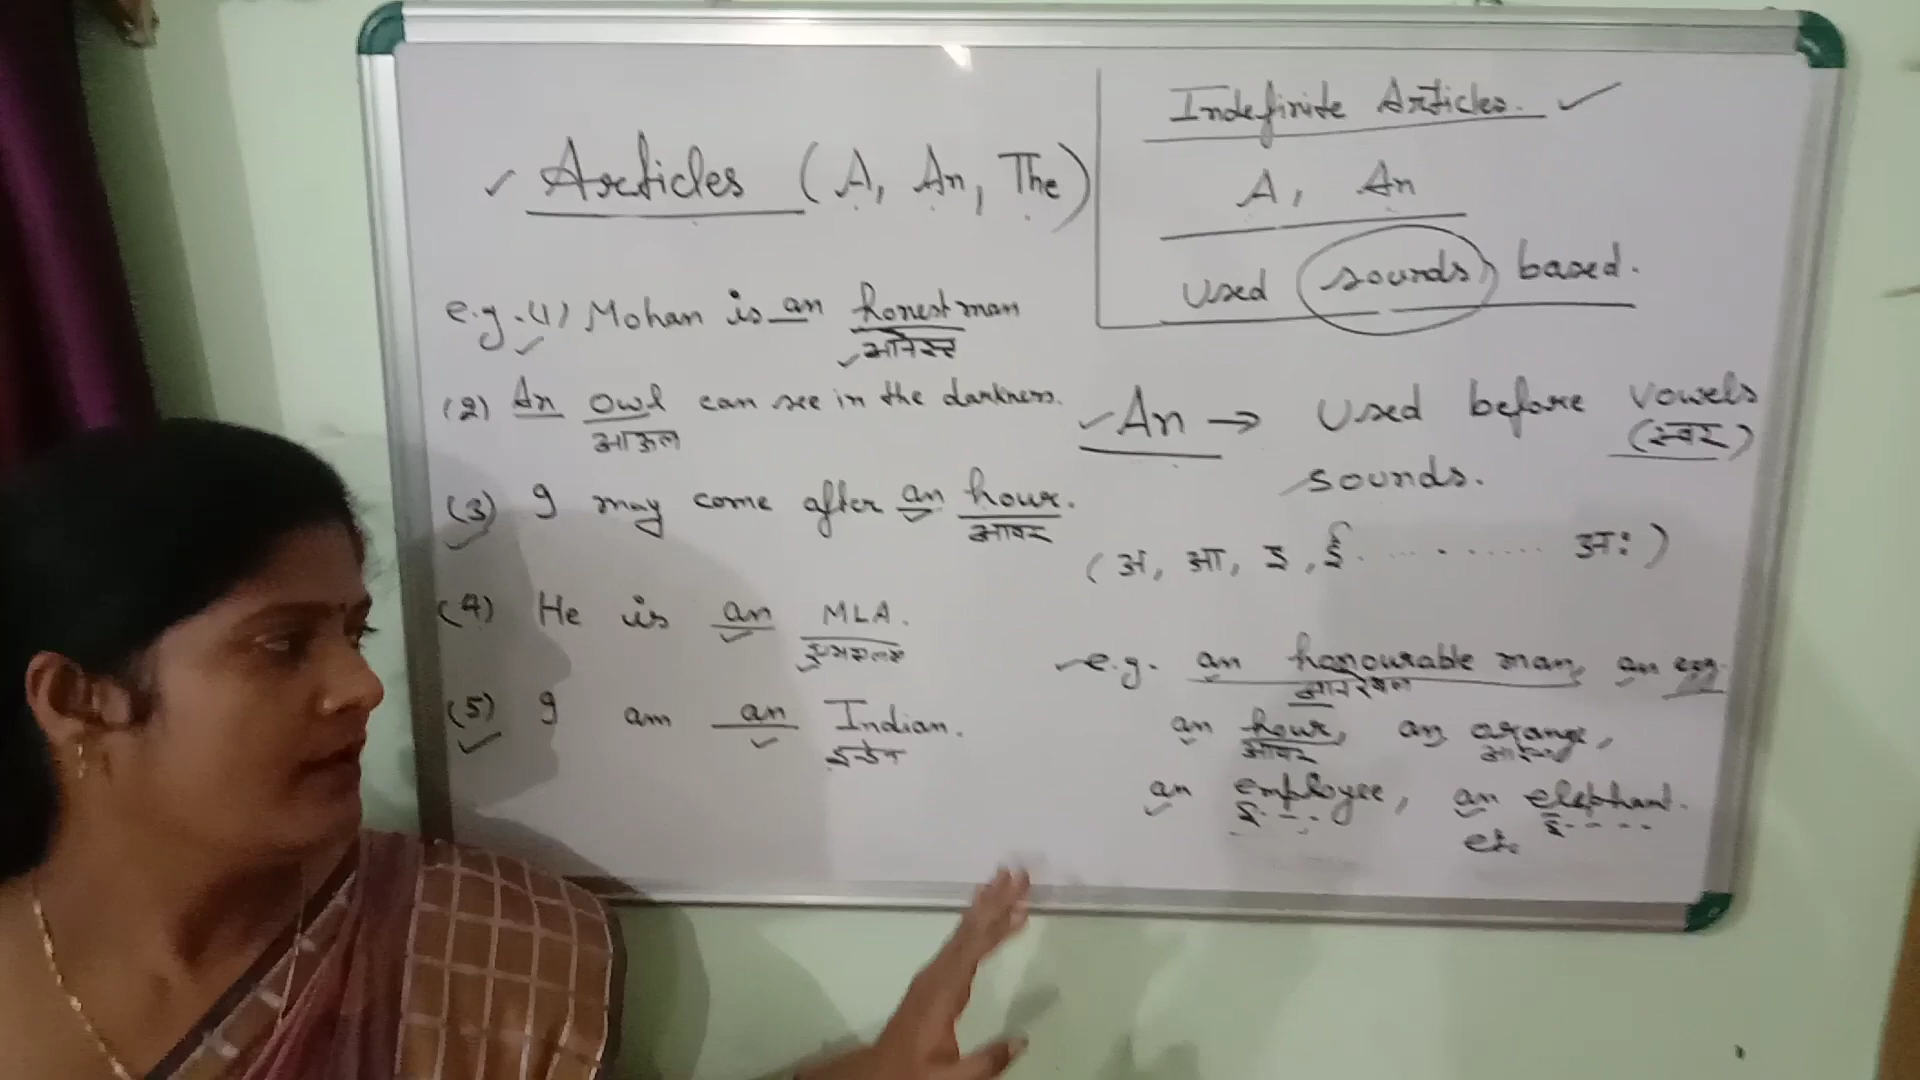 Articles (A, An, The)
e.g. (1) Mohan is an honest man
आनेस्ट
(2) An owl can see in the darkness.
आऊल
(3) I may come after an hour.
आवर
(4) He is an MLA.
(5) I am an Indian.
Indefinite Articles.
A, An
Used sounds based.
An → Used before vowels
(स्वर)
sounds.
(अ, आ, इ, ई. .......... अः)
e.g. an honourable man, an egg.
आनरेबल
an hour, an orange,
आवर
an employee, an elephant.
इ... इ....
etc